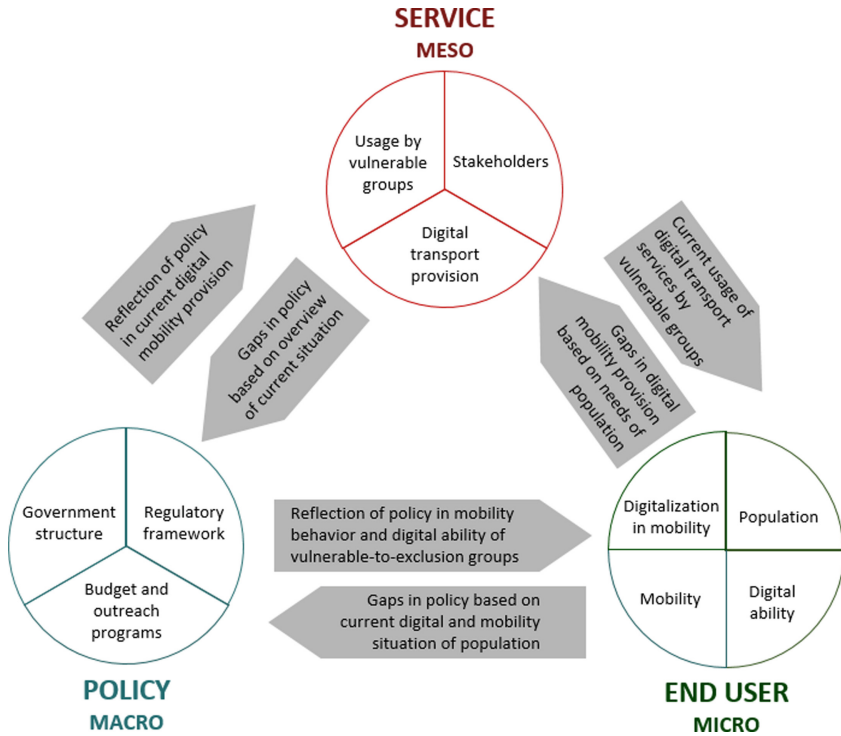 SERVICE
MESO
Usage by
vulnerable
groups
Stakeholders
Digital
transport
provision
Reflection of policy
in current digital
mobility provision
Gaps in policy
based on overview
of current situation
Current usage of
digital transport
services by
vulnerable groups
Gaps in digital
mobility provision
based on needs of
population
Government
structure
Regulatory
framework
Budget and
outreach
programs
Reflection of policy in mobility
behavior and digital ability of
vulnerable-to-exclusion groups
Gaps in policy based on
current digital and mobility
situation of population
Digitalization
in mobility
Population
Mobility
Digital
ability
POLICY
MACRO
END USER
MICRO